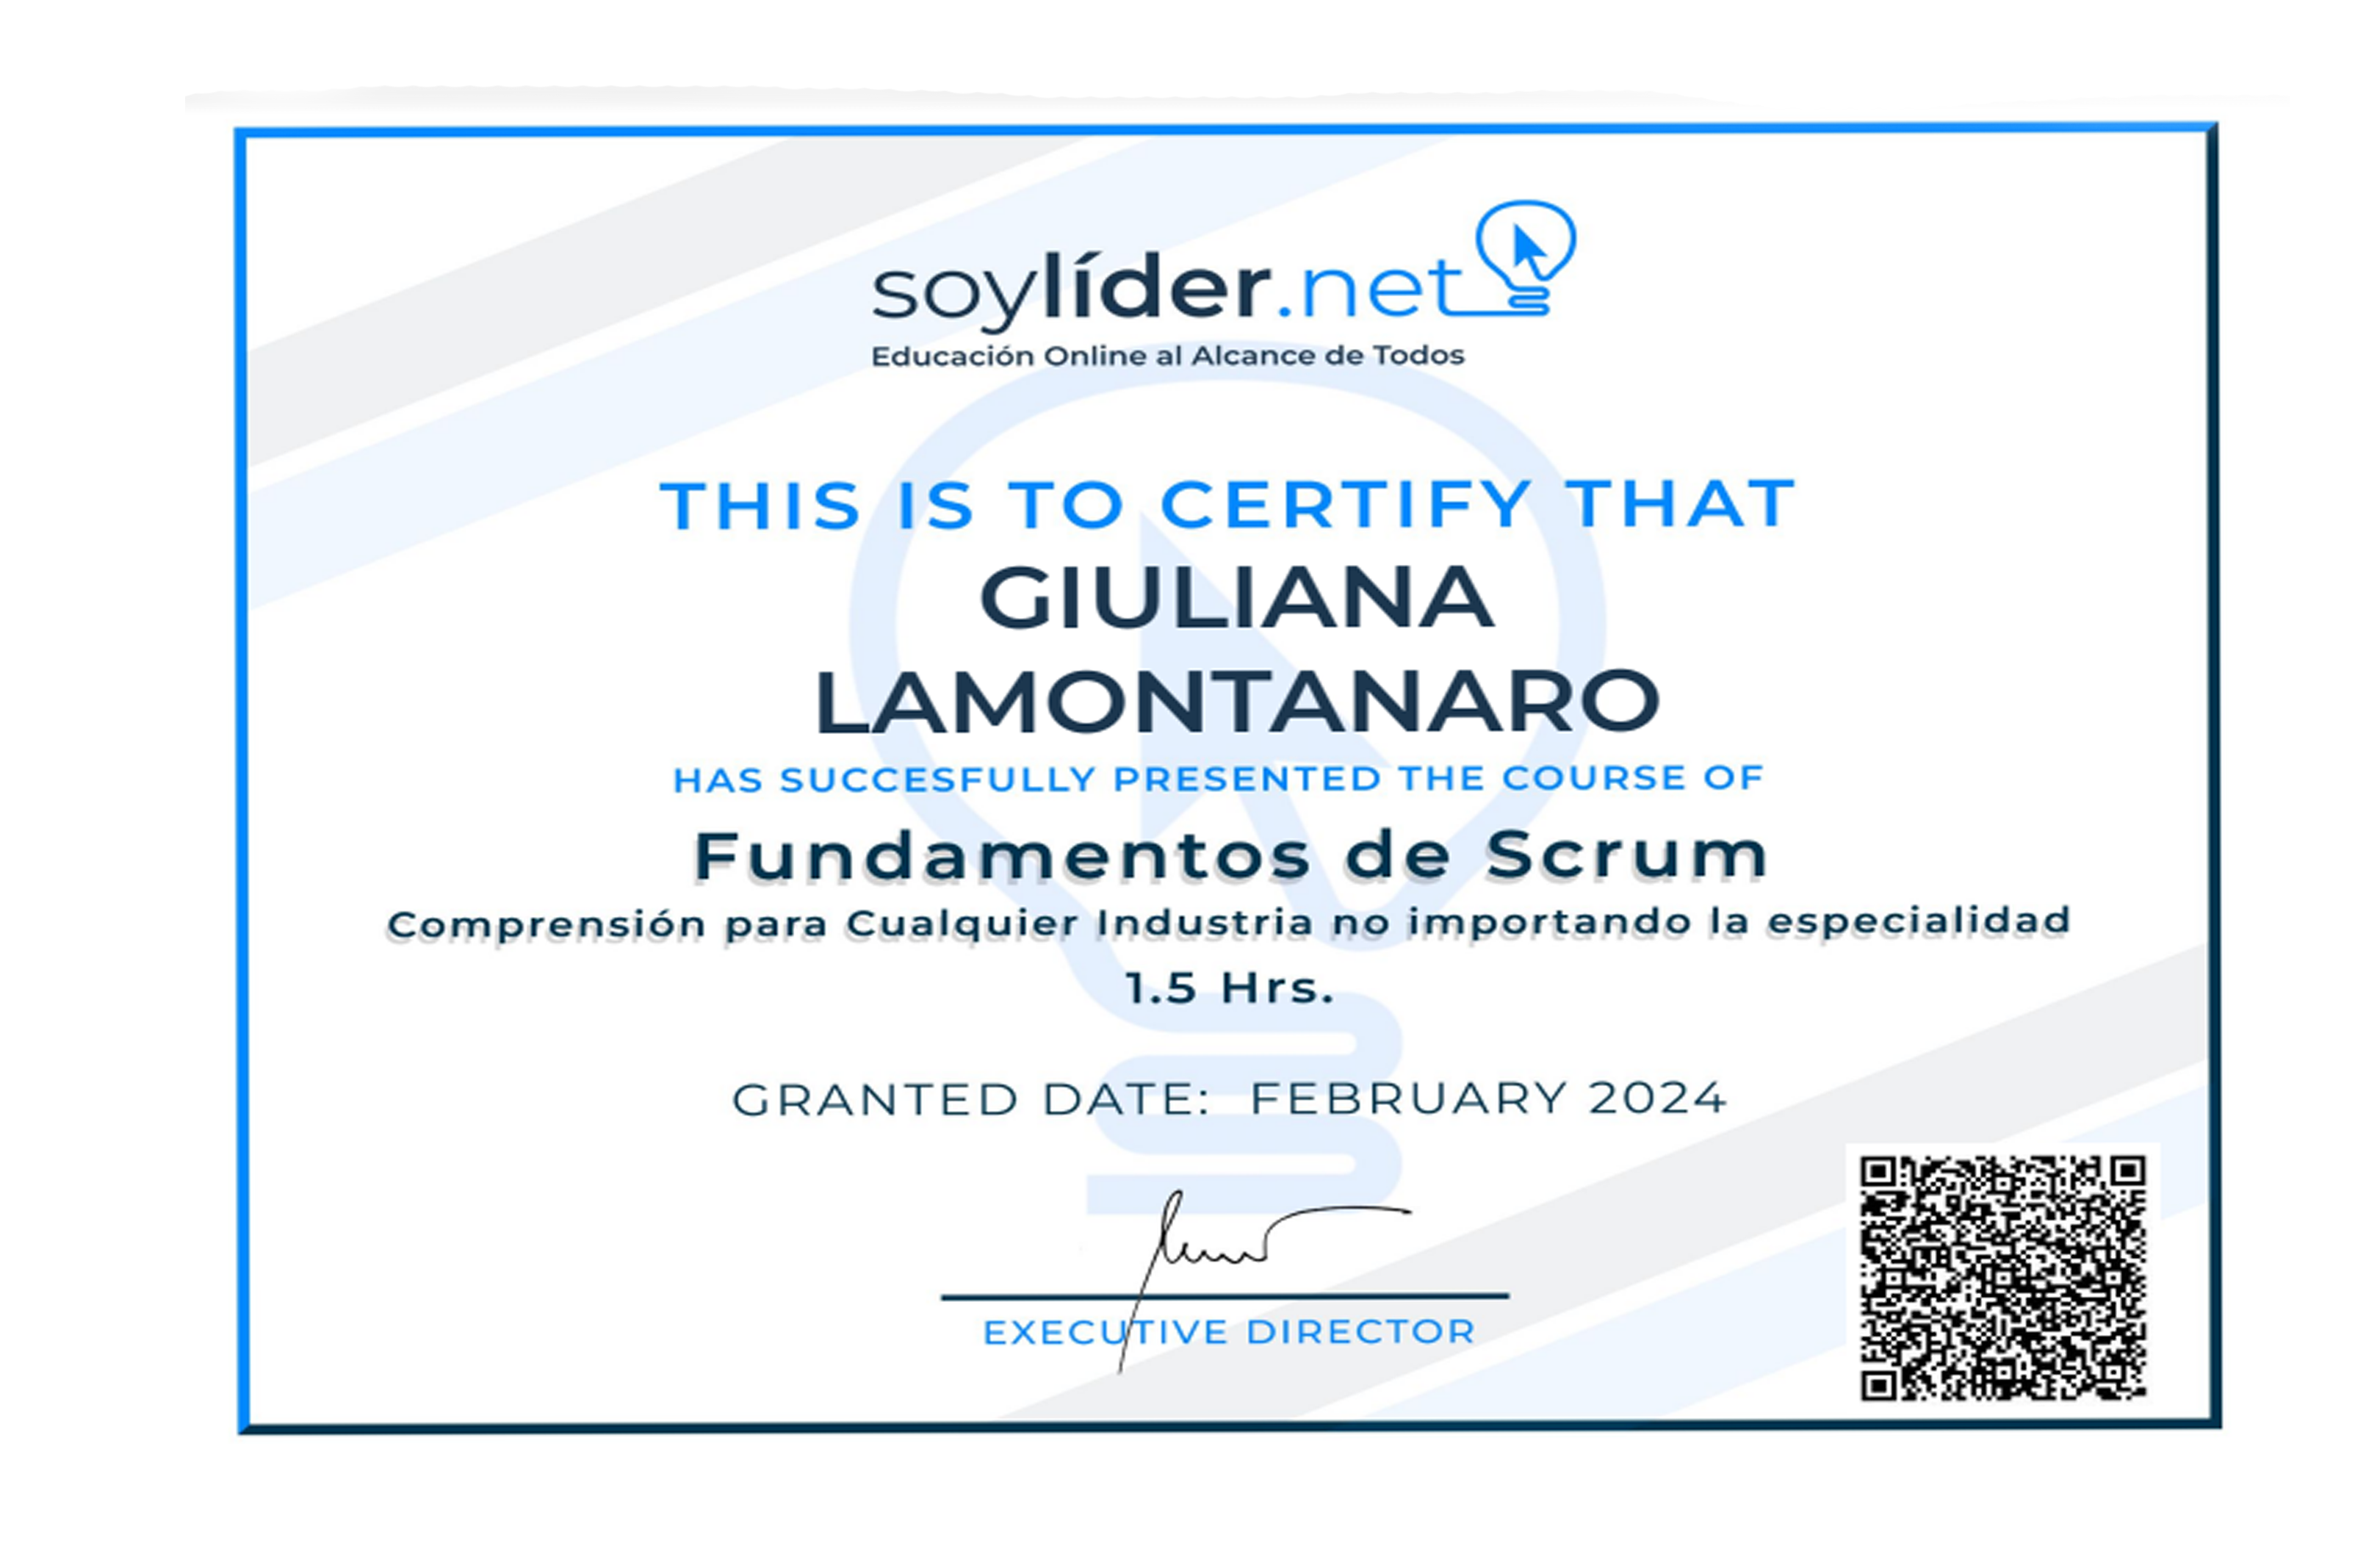 soylíder.net
Educación Online al Alcance de Todos
THIS IS TO CERTIFY THAT
GIULIANA
LAMONTANARO
HAS SUCCESFULLY PRESENTED THE COURSE OF
Fundamentos de Scrum
Comprensión para Cualquier Industria no importando la especialidad
1.5 Hrs.
GRANTED DATE: FEBRUARY 2024
EXECUTIVE DIRECTOR